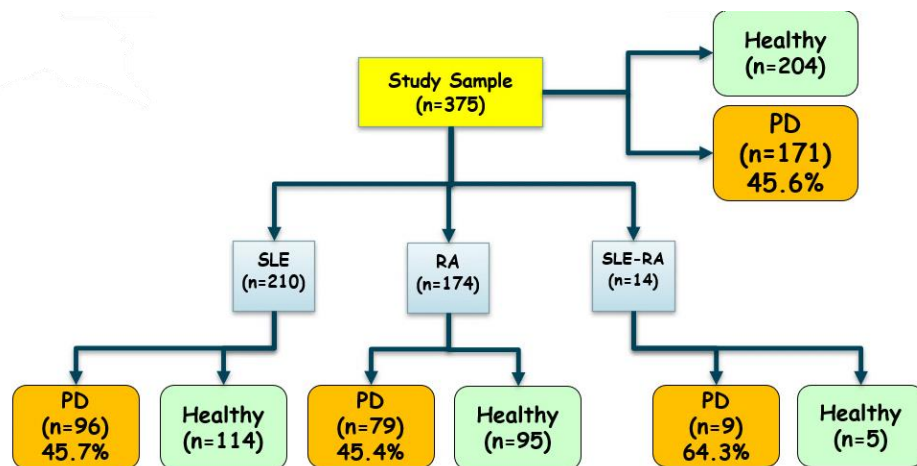 Study Sample
(n=375)
Healthy
(n=204)
PD
(n=171)
45.6%
SLE
(n=210)
RA
(n=174)
SLE-RA
(n=14)
PD
(n=96)
45.7%
Healthy
(n=114)
PD
(n=79)
45.4%
Healthy
(n=95)
PD
(n=9)
64.3%
Healthy
(n=5)